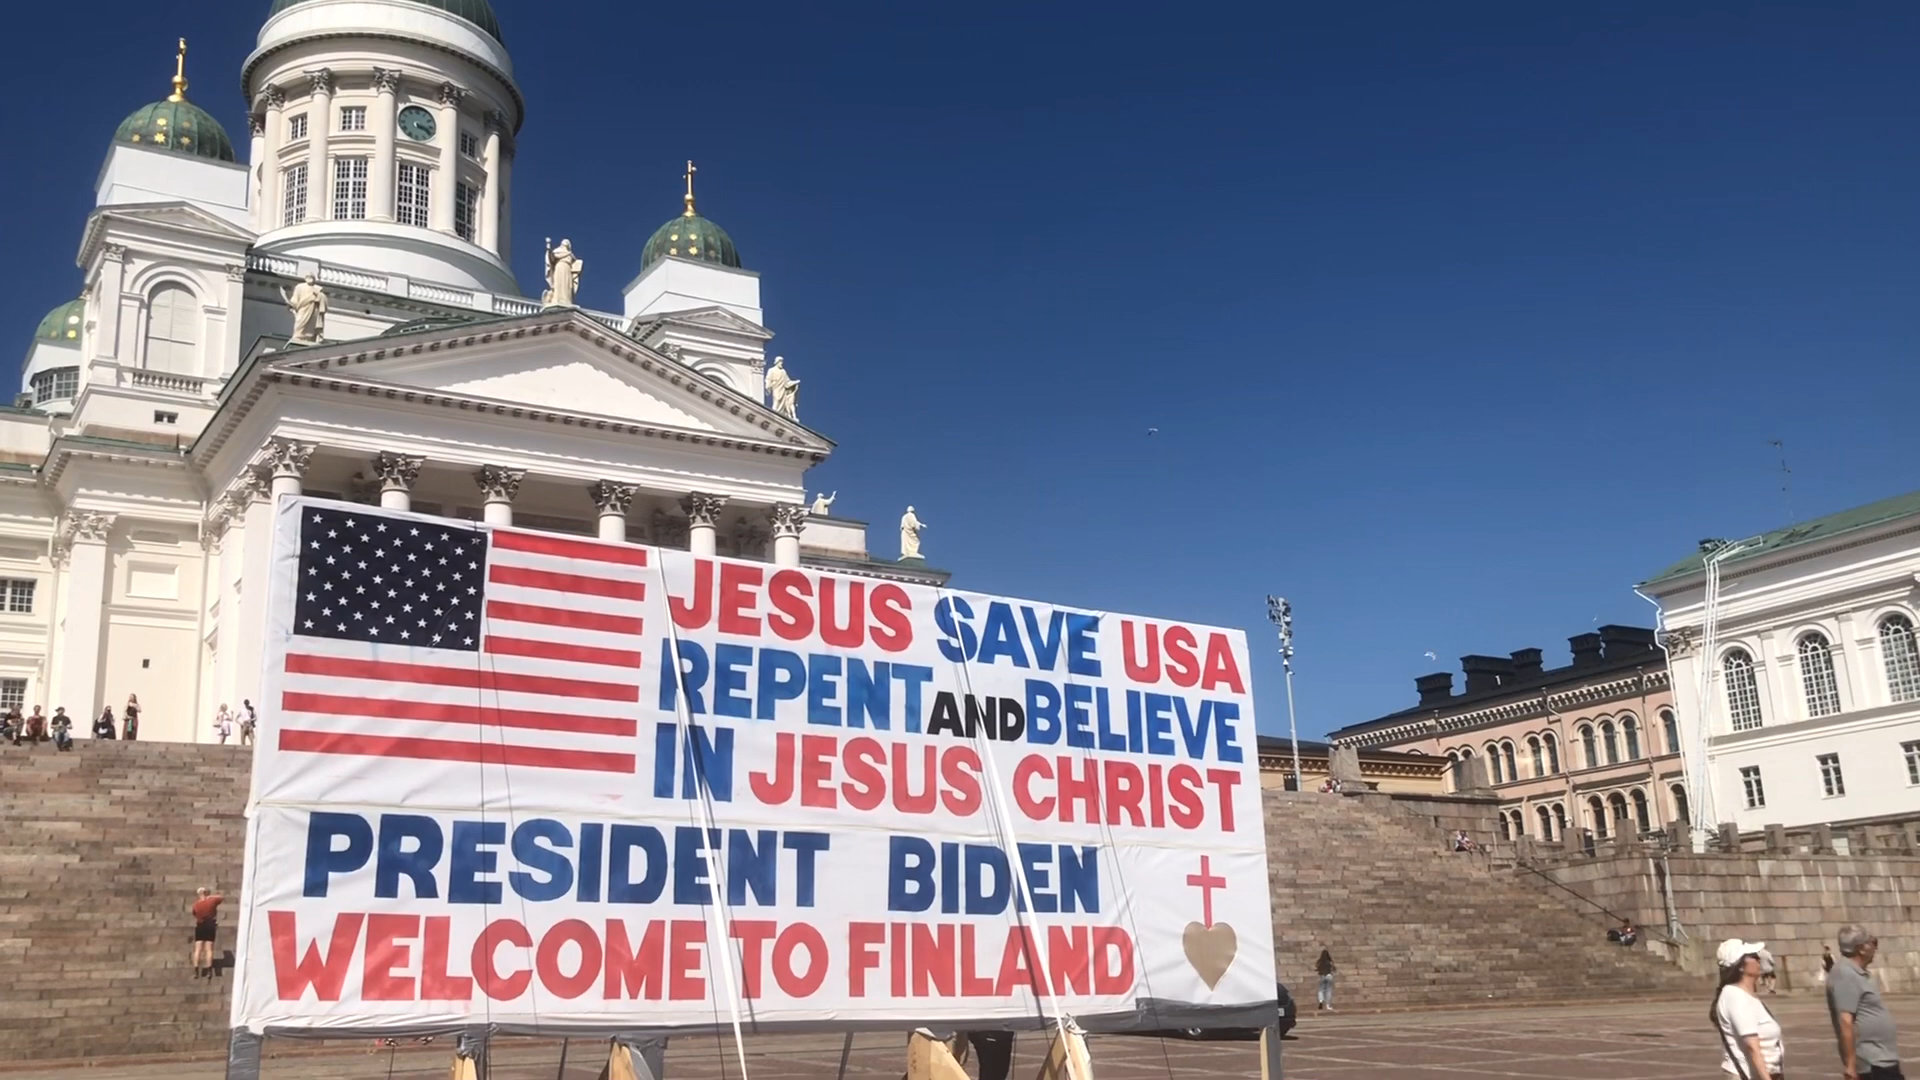 JESUS SAVE USA
REPENT AND BELIEVE
IN JESUS CHRIST
PRESIDENT BIDEN
WELCOME TO FINLAND